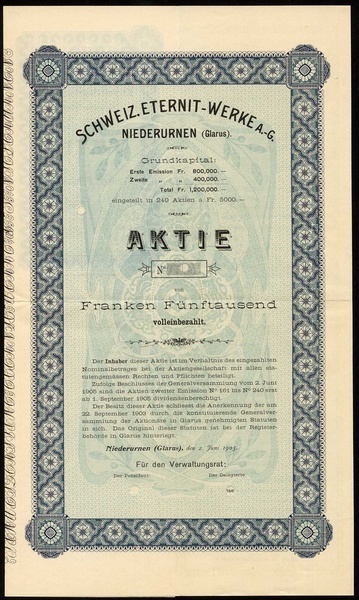 SCHWEIZ. ETERNIT-WERKE A.-G.
NIEDERURNEN (Glarus).
Grundkapital:
Erste Emission Fr. 800,000.—
Zweite „ „ 400,000.—
Total Fr. 1,200,000.—
eingeteilt in 240 Aktien a Fr. 5000.—
AKTIE
No
von
Franken Fünftausend
volleinbezahlt.
Der Inhaber dieser Aktie ist im Verhältnis des eingezahlten
Nominalbetrages bei der Aktiengesellschaft mit allen sta-
tutengemässen Rechten und Pflichten beteiligt.
Zufolge Beschlusses der Generalversammlung vom 2. Juni
1905 sind die Aktien zweiter Emission No 161 bis No 240 erst
ab 1. September 1905 dividendenberechtigt.
Der Besitz dieser Aktie schliesst die Anerkennung der am
22. September 1903 durch die konstituierende Generalver-
sammlung der Aktionäre in Glarus genehmigten Statuten
in sich. Das Original dieser Statuten ist bei der Register-
behörde in Glarus hinterlegt.
Niederurnen (Glarus), den 2. Juni 1905.
Für den Verwaltungsrat:
Der Präsident: Der Delegierte: